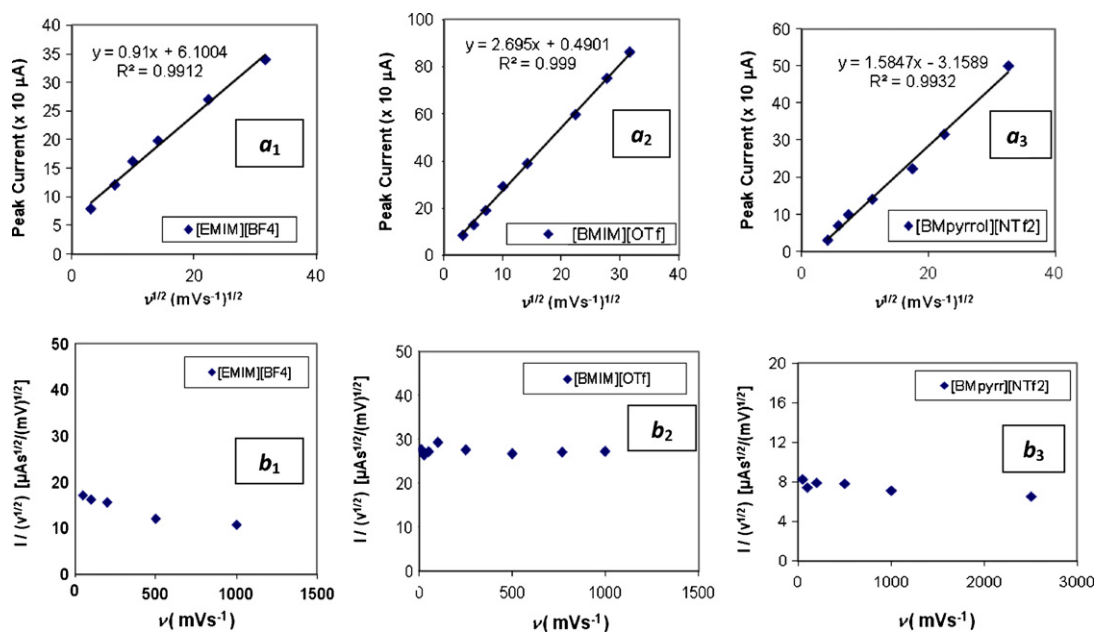 Peak Current (x 10 µA)
40
35
30
25
20
15
10
5
0
y = 0.91x + 6.1004
R² = 0.9912
a1
[EMIM][BF4]
0
20
40
ν1/2 (mVs-1)1/2
Peak Current (x 10 µA)
100
80
60
40
20
0
y = 2.695x + 0.4901
R² = 0.999
a2
[BMIM][OTf]
0
10
20
30
40
ν1/2 (mVs-1)1/2
Peak Current (x 10 µA)
60
50
40
30
20
10
0
y = 1.5847x - 3.1589
R² = 0.9932
a3
[BMpyrrol][NTf2]
0
20
40
ν1/2 (mVs-1)1/2
I / (v1/2) [µAs1/2/(mV)1/2]
50
40
30
20
10
0
[EMIM][BF4]
b1
0
500
1000
1500
ν( mVs-1)
I / (v1/2) [µAs1/2/(mV)1/2]
50
40
30
20
10
0
[BMIM][OTf]
b2
0
500
1000
1500
ν( mVs-1)
I / (v1/2) [µAs1/2/(mV)1/2]
20
16
12
8
4
0
[BMpyrr][NTf2]
b3
0
1000
2000
3000
ν( mVs-1)